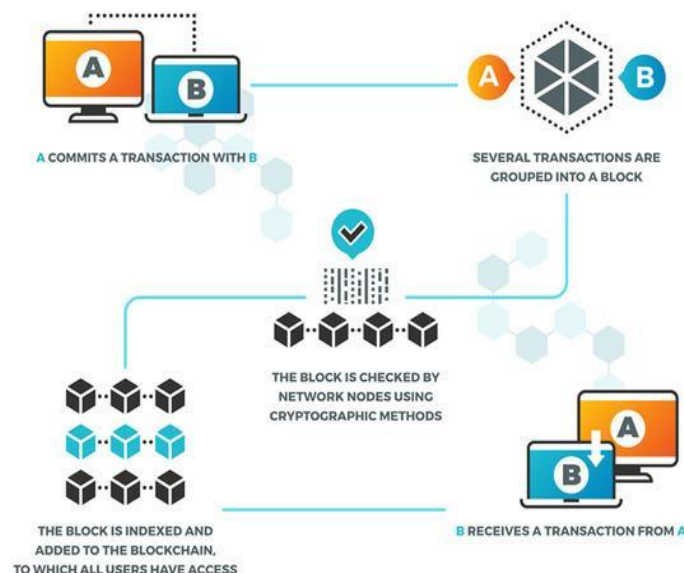 A
B
A
B
A COMMITS A TRANSACTION WITH B
SEVERAL TRANSACTIONS ARE
GROUPED INTO A BLOCK
THE BLOCK IS CHECKED BY
NETWORK NODES USING
CRYPTOGRAPHIC METHODS
A
B
THE BLOCK IS INDEXED AND
ADDED TO THE BLOCKCHAIN,
TO WHICH ALL USERS HAVE ACCESS
B RECEIVES A TRANSACTION FROM A